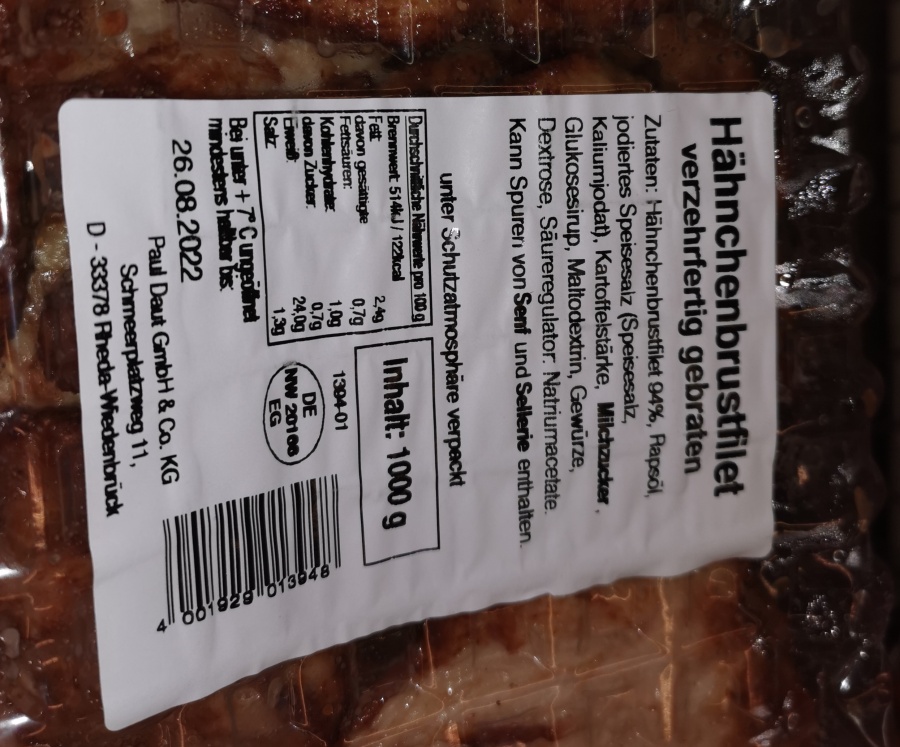 Hähnchenbrustfilet
verzehrfertig gebraten
Zutaten: Hähnchenbrustfilet 94%, Rapsöl,
jodiertes Speisesalz (Speisesalz,
Kaliumjodat), Kartoffelstärke, Milchzucker,
Glukosesirup, Maltodextrin, Gewürze,
Dextrose, Säureregulator: Natriumacetate.
Kann Spuren von Senf und Sellerie enthalten.
unter Schutzatmosphäre verpackt
Durchschnittliche Nährwerte pro 100 g
Brennwert: 514kJ / 122kcal
Fett: 2,4g
davon gesättigte
Fettsäuren: 0,7g
Kohlenhydrate: 1,0g
davon Zucker: 0,7g
Eiweiß: 24,0g
Salz: 1,3g
Inhalt: 1000 g
1394-01
DE
NW 20106
EG
Bei unter + 7° C ungeöffnet
mindestens haltbar bis:
26.08.2022
Paul Daut GmbH & Co. KG
Schmeerplatzweg 11,
D - 33378 Rheda-Wiedenbrück
4 001929 013948